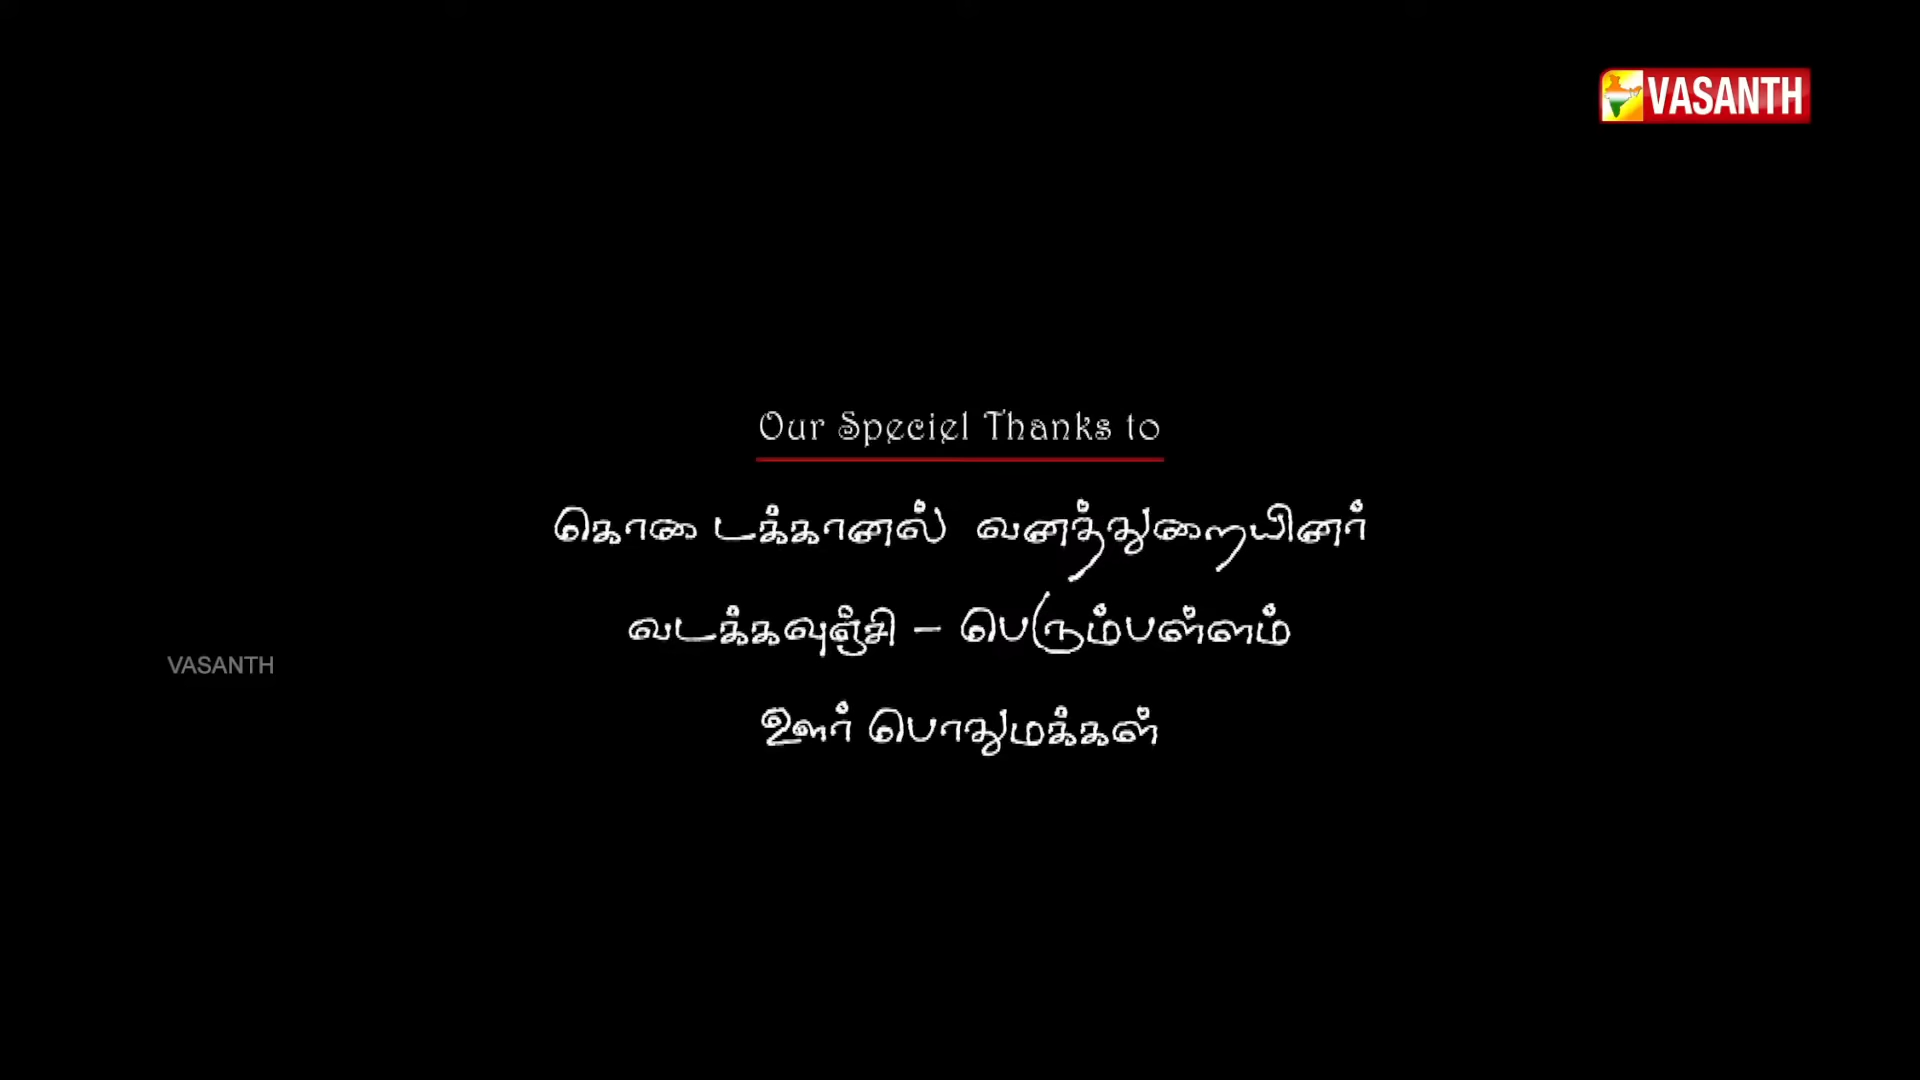 VASANTH
Our Speciel Thanks to
கொடைக்கானல் வனத்துறையினர்
வடக்கவுஞ்சி – பெரும்பள்ளம்
VASANTH
ஊர் பொதுமக்கள்